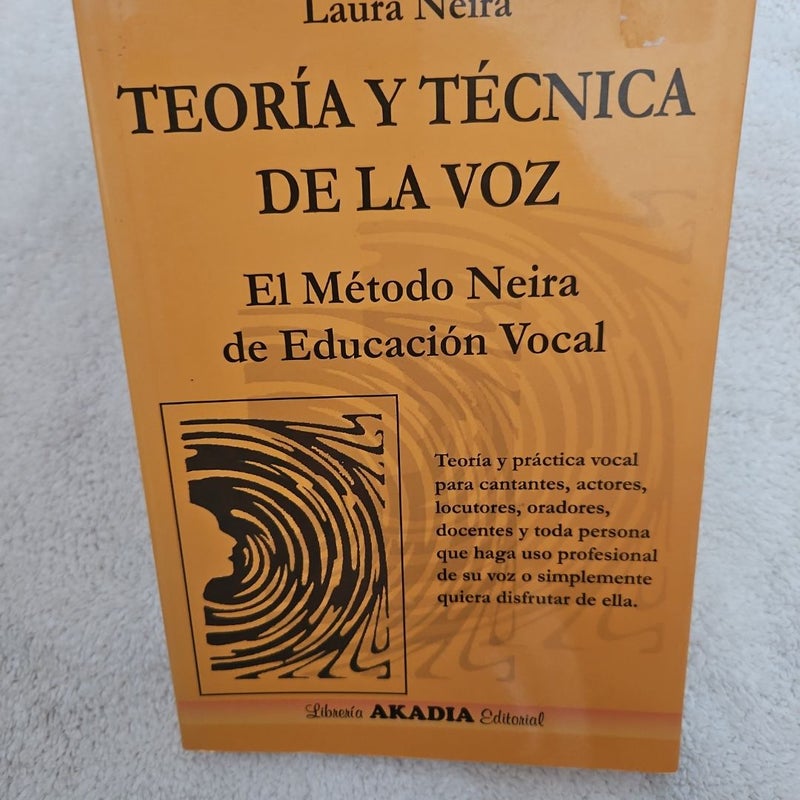 Laura Neira
TEORÍA Y TÉCNICA
DE LA VOZ
El Método Neira
de Educación Vocal
Teoría y práctica vocal
para cantantes, actores,
locutores, oradores,
docentes y toda persona
que haga uso profesional
de su voz o simplemente
quiera disfrutar de ella.
Librería AKADIA Editorial